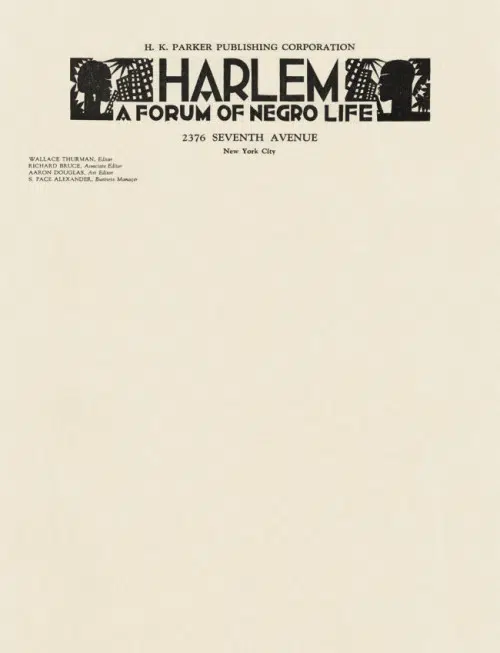 H. K. PARKER PUBLISHING CORPORATION
HARLEM
A FORUM OF NEGRO LIFE
2376 SEVENTH AVENUE
New York City
WALLACE THURMAN, Editor
RICHARD BRUCE, Associate Editor
AARON DOUGLAS, Art Editor
S. PACE ALEXANDER, Business Manager